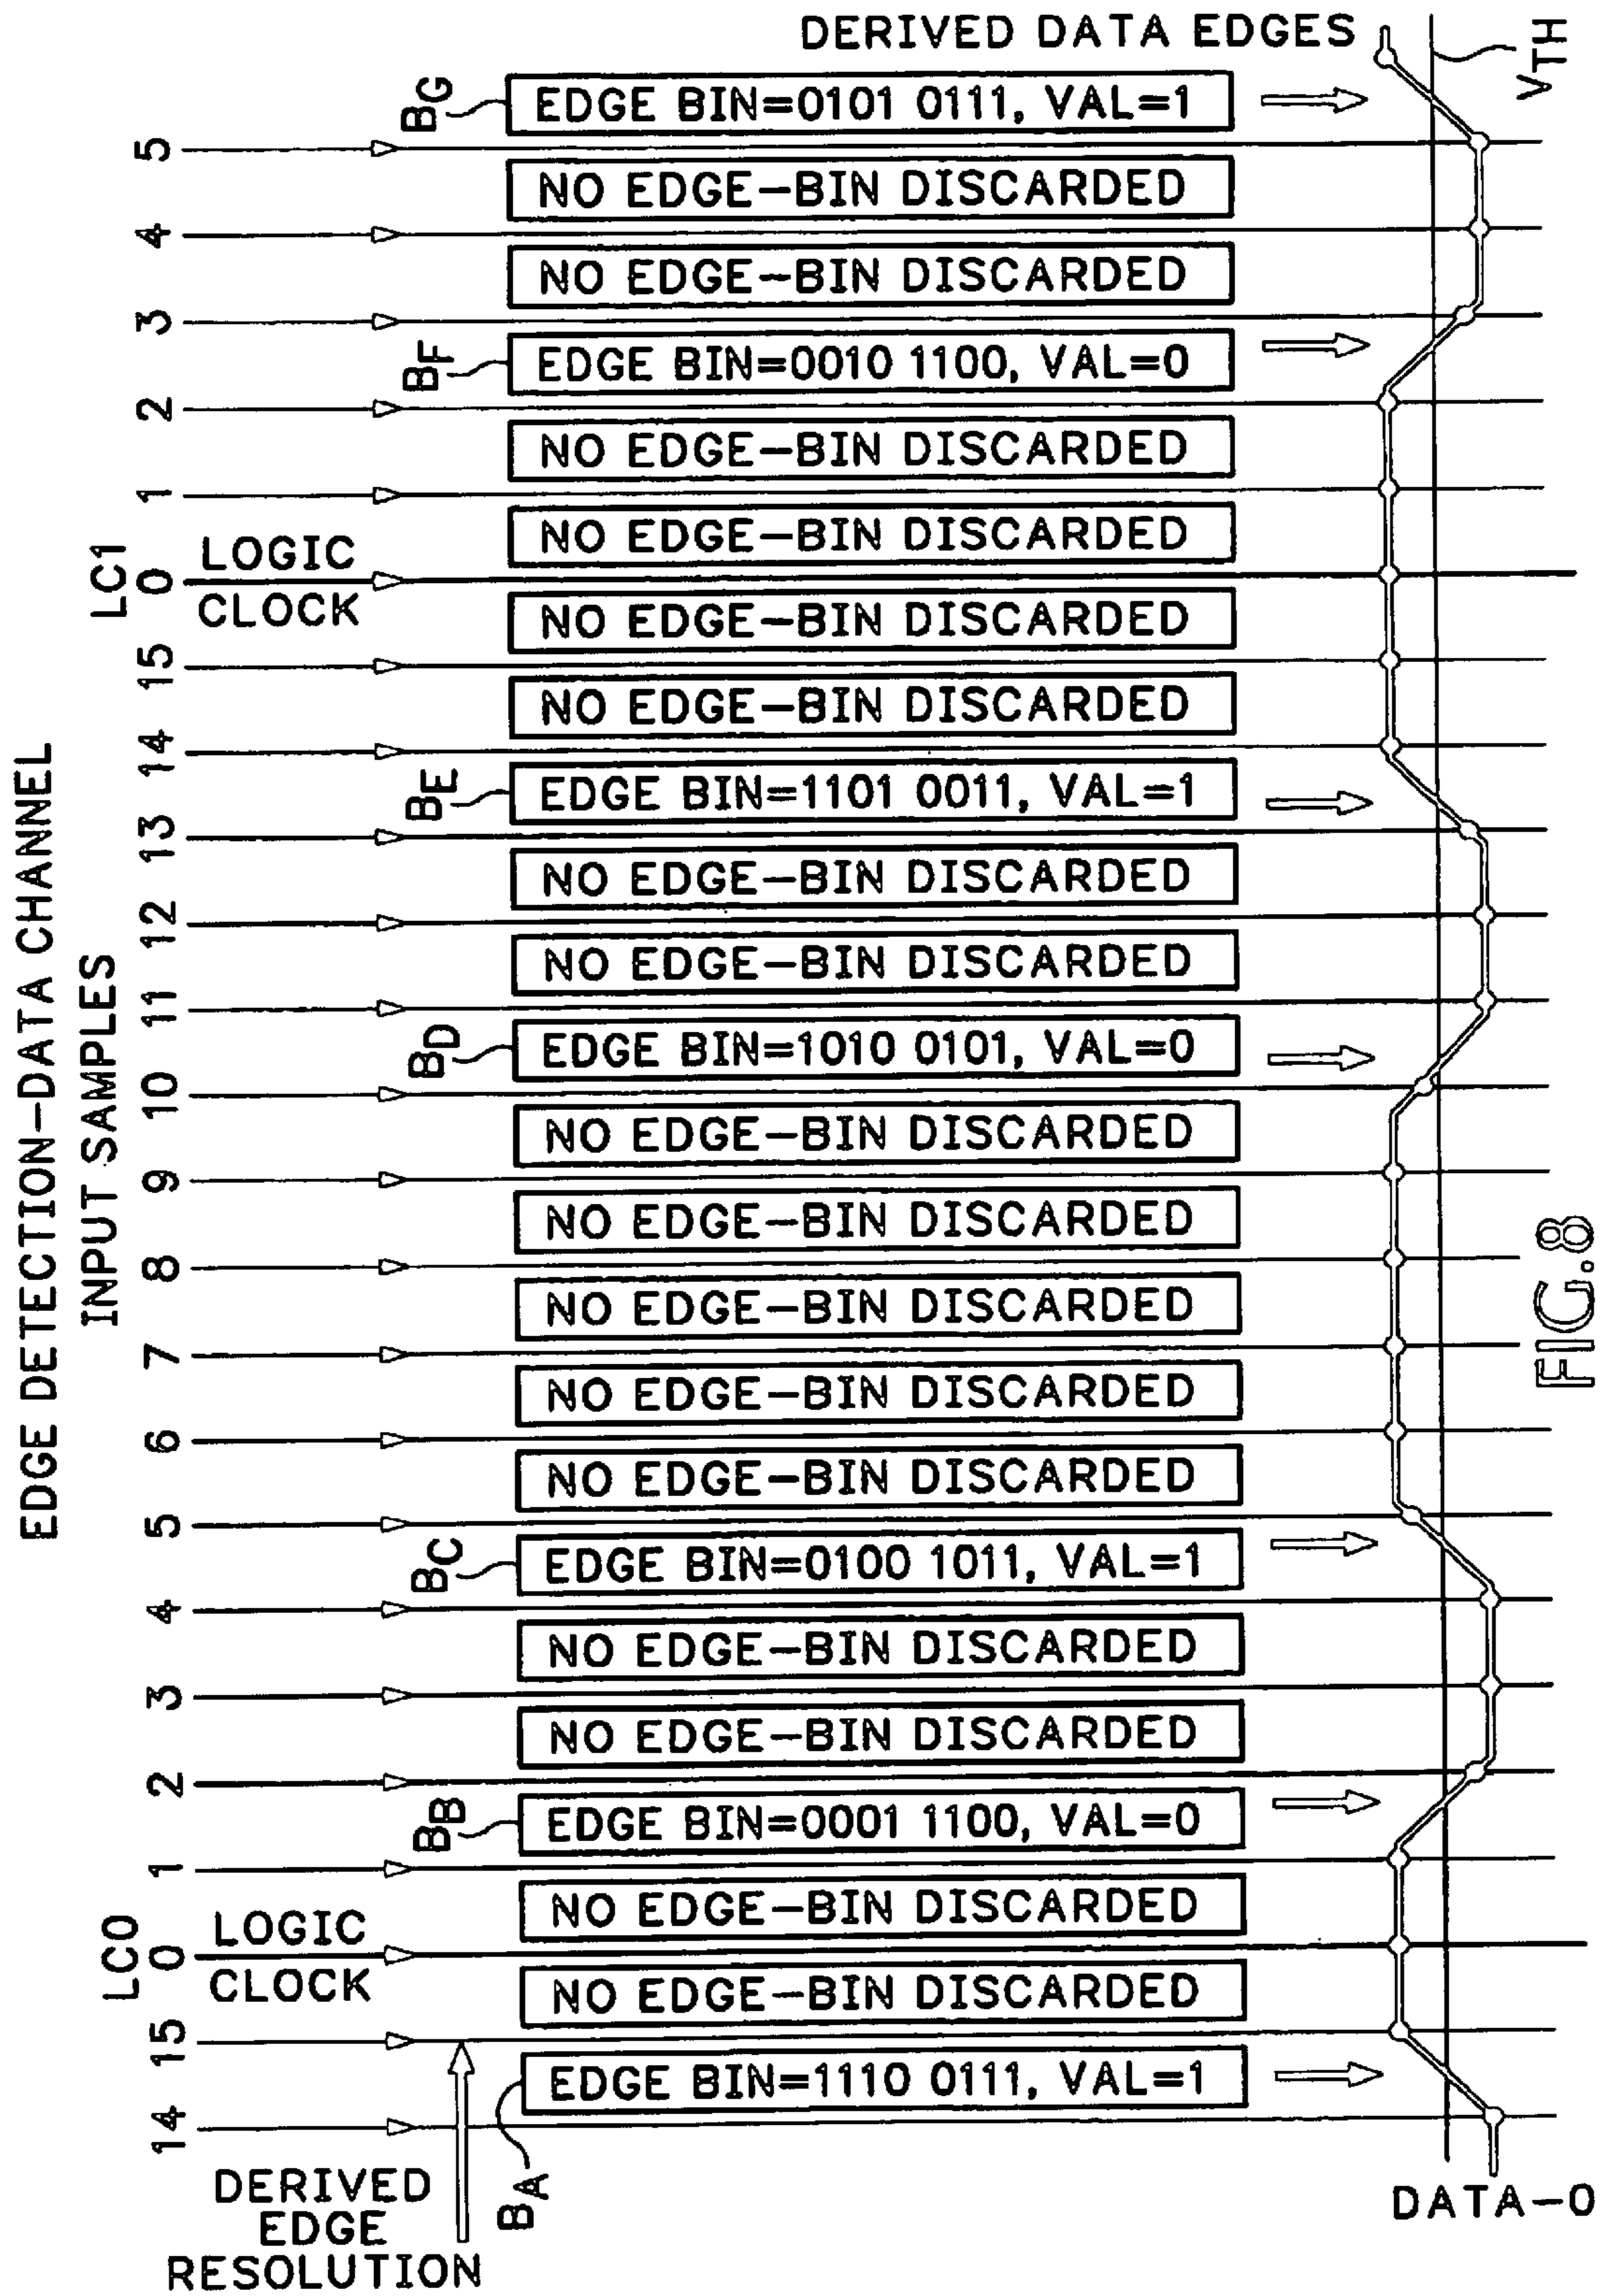 EDGE DETECTION-DATA CHANNEL
INPUT SAMPLES
DERIVED DATA EDGES
VTH
BG
EDGE BIN=0101 0111, VAL=1
5
NO EDGE-BIN DISCARDED
4
NO EDGE-BIN DISCARDED
3
BF
EDGE BIN=0010 1100, VAL=0
2
NO EDGE-BIN DISCARDED
1
NO EDGE-BIN DISCARDED
LC1
0
LOGIC
CLOCK
NO EDGE-BIN DISCARDED
15
NO EDGE-BIN DISCARDED
14
BE
EDGE BIN=1101 0011, VAL=1
13
NO EDGE-BIN DISCARDED
12
NO EDGE-BIN DISCARDED
11
BD
EDGE BIN=1010 0101, VAL=0
10
NO EDGE-BIN DISCARDED
9
NO EDGE-BIN DISCARDED
8
NO EDGE-BIN DISCARDED
7
NO EDGE-BIN DISCARDED
6
NO EDGE-BIN DISCARDED
5
BC
EDGE BIN=0100 1011, VAL=1
4
NO EDGE-BIN DISCARDED
3
NO EDGE-BIN DISCARDED
2
BB
EDGE BIN=0001 1100, VAL=0
1
NO EDGE-BIN DISCARDED
LC0
0
LOGIC
CLOCK
NO EDGE-BIN DISCARDED
15
BA
EDGE BIN=1110 0111, VAL=1
14
DERIVED
EDGE
RESOLUTION
DATA-0
FIG.8